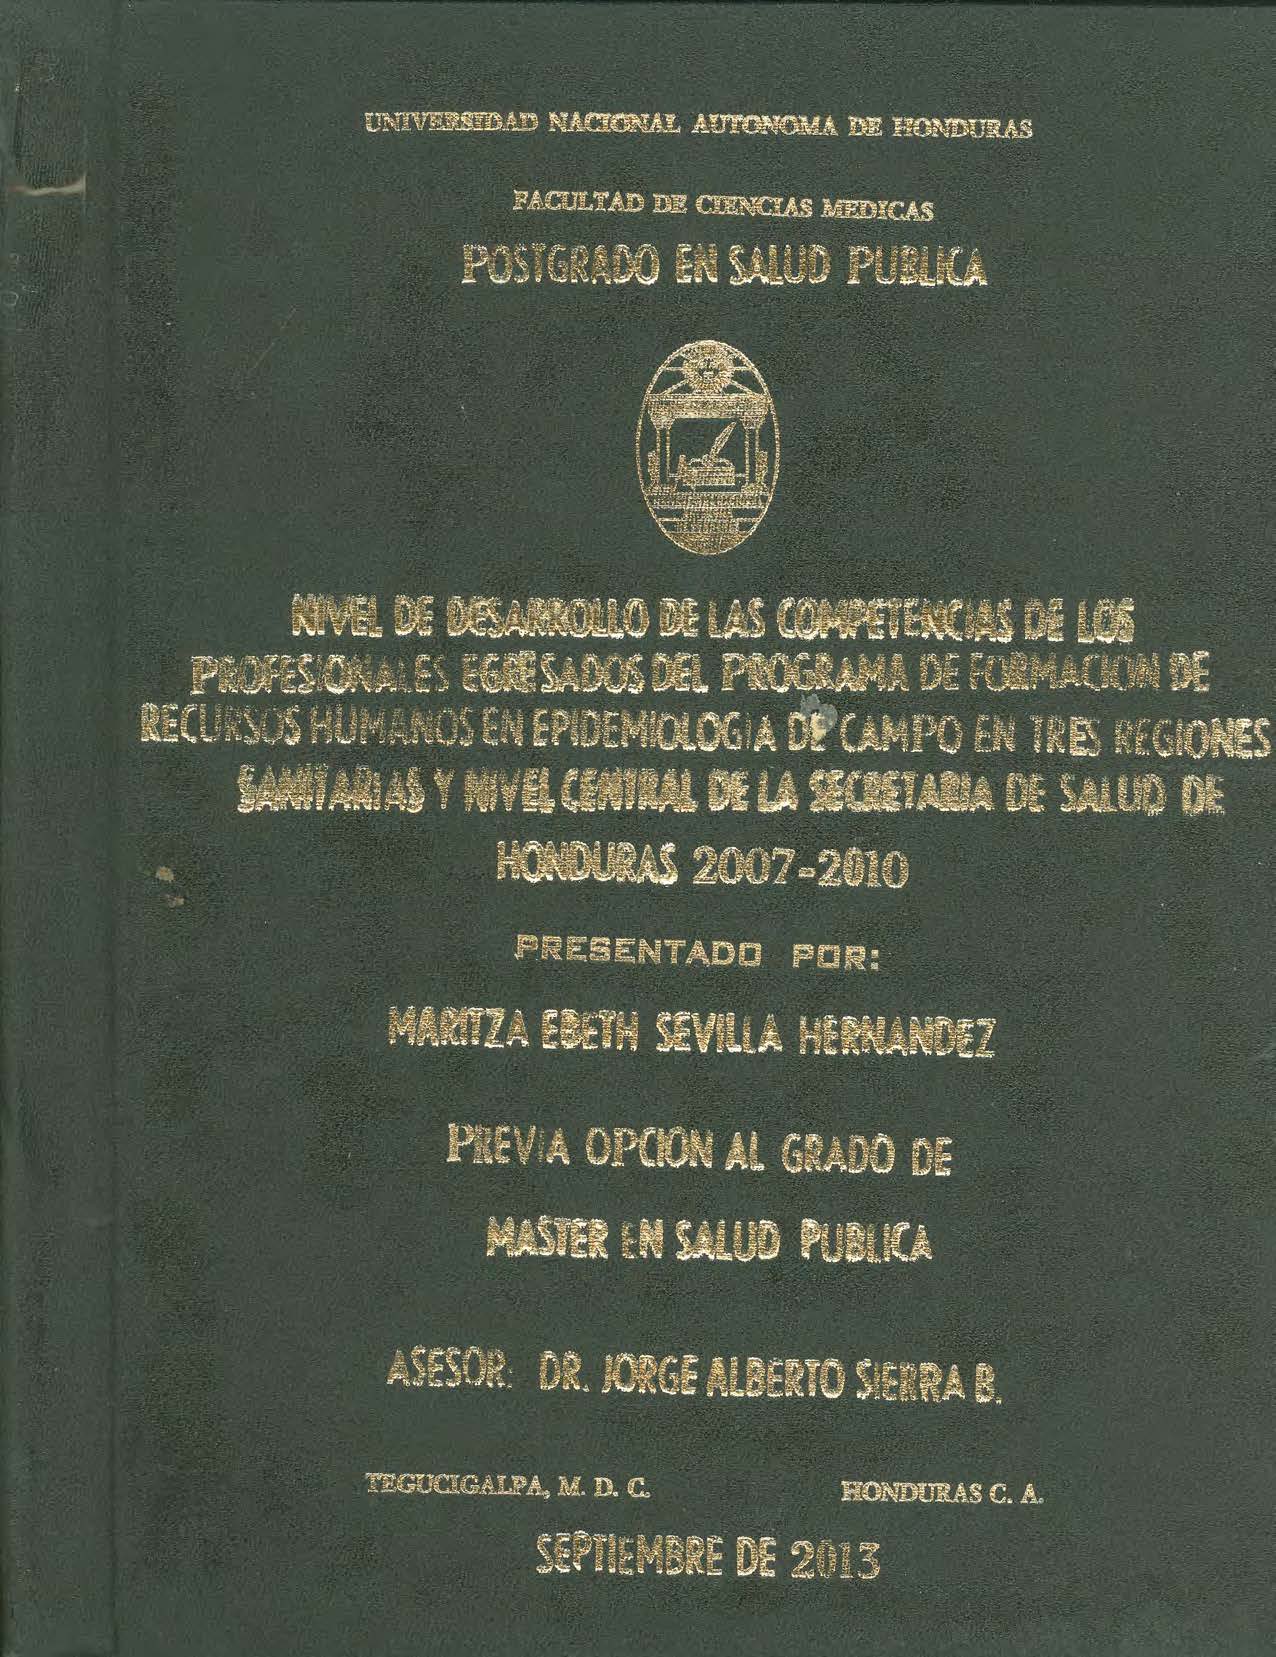 UNIVERSIDAD NACIONAL AUTONOMA DE HONDURAS
FACULTAD DE CIENCIAS MEDICAS
POSTGRADO EN SALUD PUBLICA
NIVEL DE DESARROLLO DE LAS COMPETENCIAS DE LOS
PROFESIONALES EGRESADOS DEL PROGRAMA DE FORMACION DE
RECURSOS HUMANOS EN EPIDEMIOLOGIA DE CAMPO EN TRES REGIONES
SANITARIAS Y NIVEL CENTRAL DE LA SECRETARIA DE SALUD DE
HONDURAS 2007-2010
PRESENTADO POR:
MARITZA EBETH SEVILLA HERNANDEZ
PREVIA OPCION AL GRADO DE
MASTER EN SALUD PUBLICA
ASESOR: DR. JORGE ALBERTO SIERRA B.
TEGUCIGALPA, M. D. C. HONDURAS C. A.
SEPTIEMBRE DE 2013